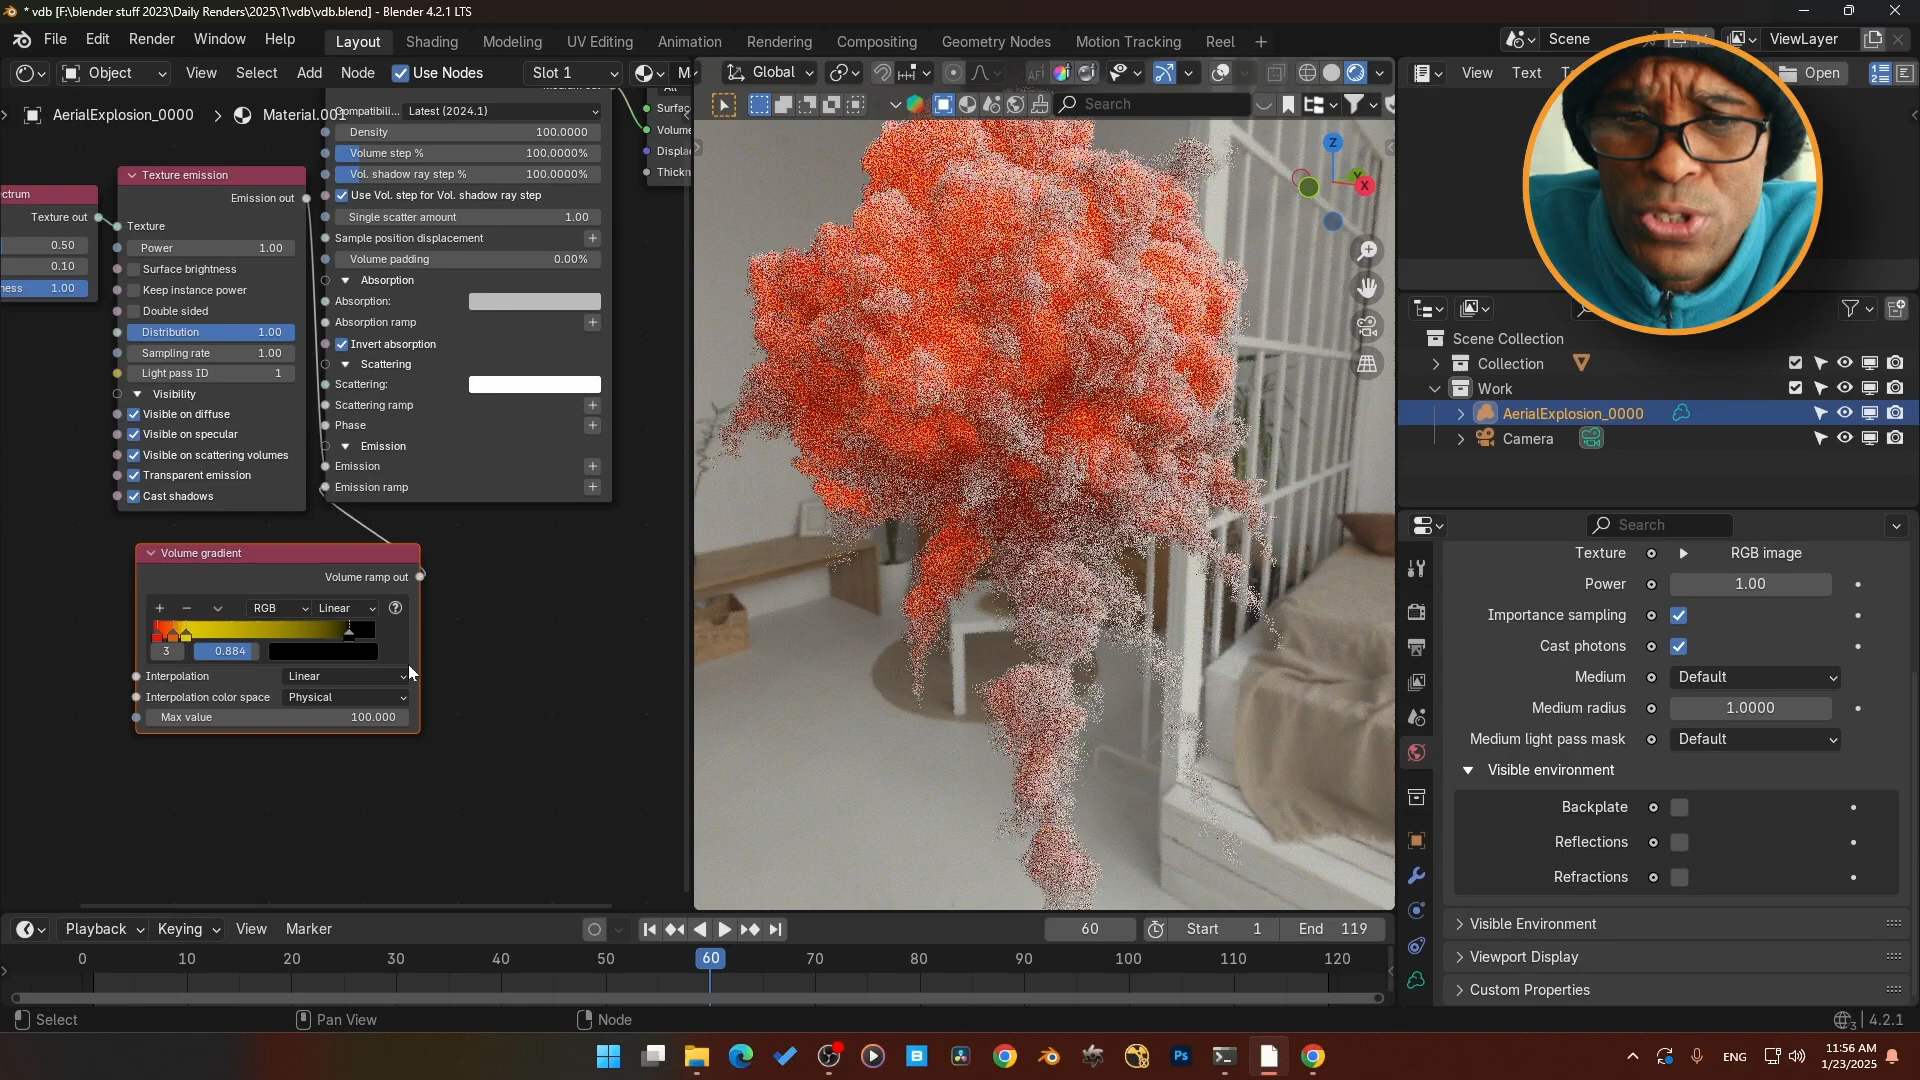 * vdb [F:\blender stuff 2023\Daily Renders\2025\1\vdb\vdb.blend] - Blender 4.2.1 LTS
File Edit Render Window Help
Layout Shading Modeling UV Editing Animation Rendering Compositing Geometry Nodes Motion Tracking Reel
Scene
ViewLayer
Object View Select Add Node Use Nodes Slot 1
Global
View Text
Open
AerialExplosion_0000 > Material.001
Search
Compatibili... Latest (2024.1)
Density 100.0000
Volume step % 100.0000%
Vol. shadow ray step % 100.0000%
Use Vol. step for Vol. shadow ray step
Single scatter amount 1.00
Sample position displacement
Volume padding 0.00%
Absorption
Absorption:
Absorption ramp
Invert absorption
Scattering
Scattering:
Scattering ramp
Phase
Emission
Emission
Emission ramp
Volume
Texture out
0.50
0.10
1.00
Texture emission
Emission out
Texture
Power 1.00
Surface brightness
Keep instance power
Double sided
Distribution 1.00
Sampling rate 1.00
Light pass ID 1
Visibility
Visible on diffuse
Visible on specular
Visible on scattering volumes
Transparent emission
Cast shadows
Volume gradient
Volume ramp out
RGB Linear
3 0.884
Interpolation Linear
Interpolation color space Physical
Max value 100.000
Z
Y
X
Scene Collection
Collection
Work
AerialExplosion_0000
Camera
Search
Texture RGB image
Power 1.00
Importance sampling
Cast photons
Medium Default
Medium radius 1.0000
Medium light pass mask Default
Visible environment
Backplate
Reflections
Refractions
Visible Environment
Viewport Display
Custom Properties
Playback Keying View Marker
60 Start 1 End 119
0 10 20 30 40 50 60 70 80 90 100 110 120
Select Pan View Node
3 4.2.1
ENG
11:56 AM
1/23/2025